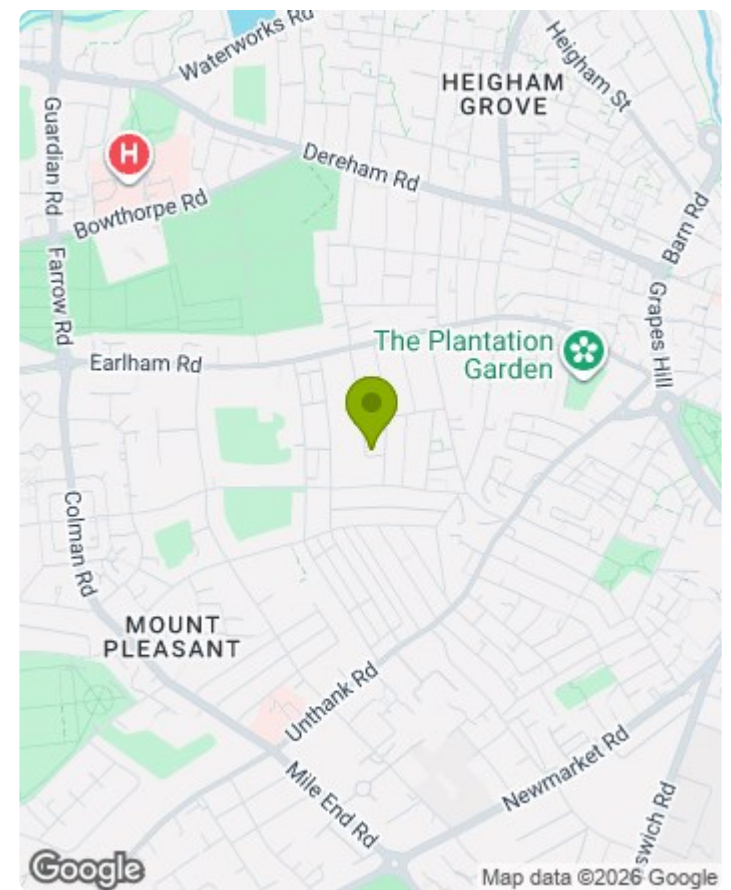 Waterworks Rd
HEIGHAM
GROVE
Heigham St
Guardian Rd
H
Dereham Rd
Bowthorpe Rd
Barn Rd
Farrow Rd
Grapes Hill
The Plantation
Garden
Earlham Rd
Colman Rd
MOUNT
PLEASANT
Unthank Rd
Newmarket Rd
Mile End Rd
swich Rd
Google
Map data ©2026 Google